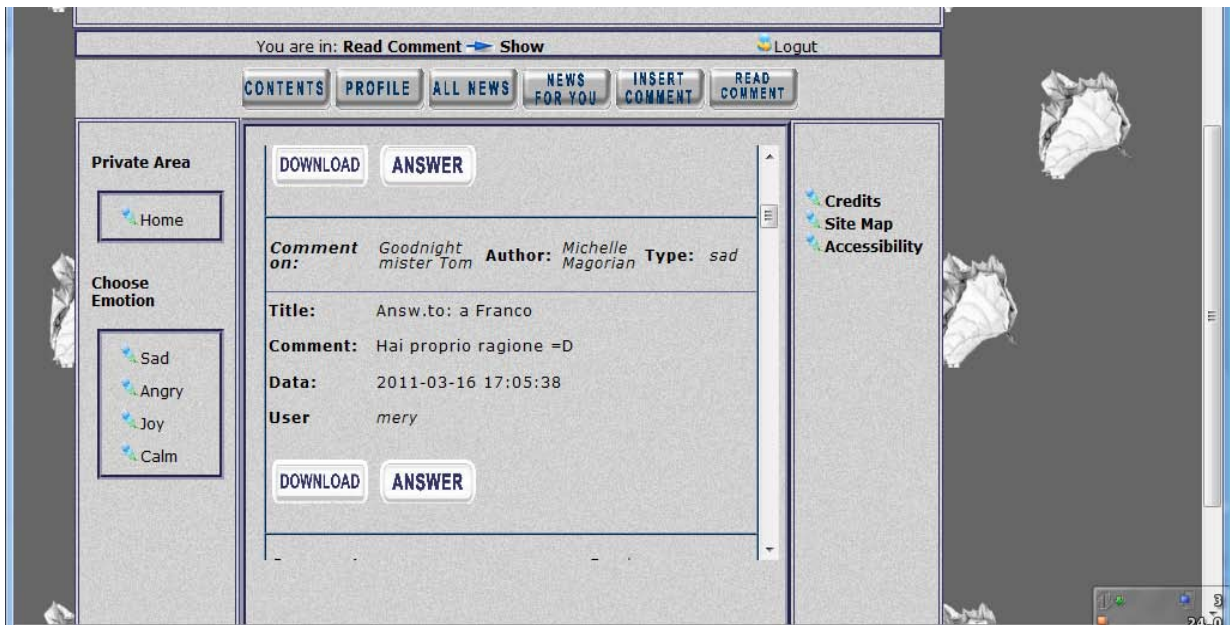 You are in: Read Comment Show
Logut
CONTENTS
PROFILE
ALL NEWS
NEWS
FOR YOU
INSERT
COMMENT
READ
COMMENT
Private Area
Home
Choose
Emotion
Sad
Angry
Joy
Calm
DOWNLOAD ANSWER
Comment
on:
Goodnight
mister Tom
Author:
Michelle
Magorian
Type: sad
Title: Answ.to: a Franco
Comment: Hai proprio ragione =D
Data: 2011-03-16 17:05:38
User mery
DOWNLOAD ANSWER
Credits
Site Map
Accessibility
3